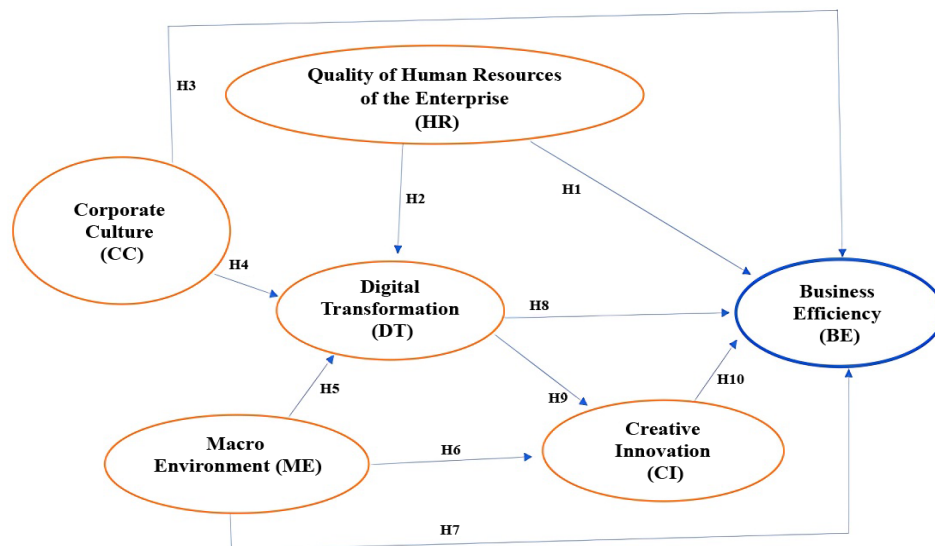 H3
Quality of Human Resources
of the Enterprise
(HR)
H1
H2
Corporate
Culture
(CC)
H4
Digital
Transformation
(DT)
H8
Business
Efficiency
(BE)
H5
H9
H10
Macro
Environment (ME)
H6
Creative
Innovation
(CI)
H7